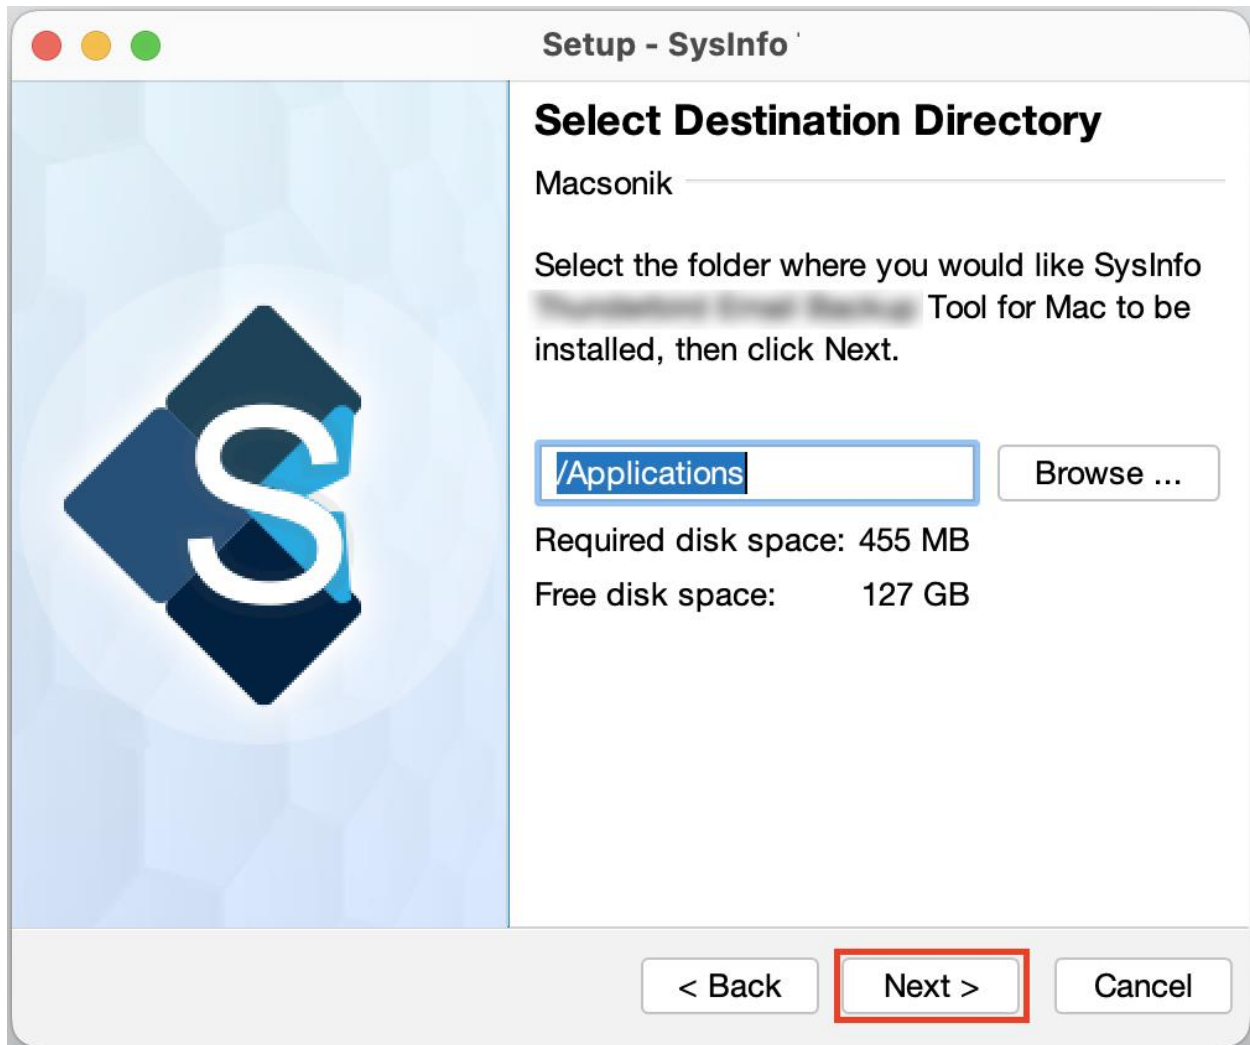 Setup - SysInfo
Select Destination Directory
Macsonik
Select the folder where you would like SysInfo
Tool for Mac to be
installed, then click Next.
/Applications
Browse ...
Required disk space: 455 MB
Free disk space: 127 GB
S
< Back
Next >
Cancel